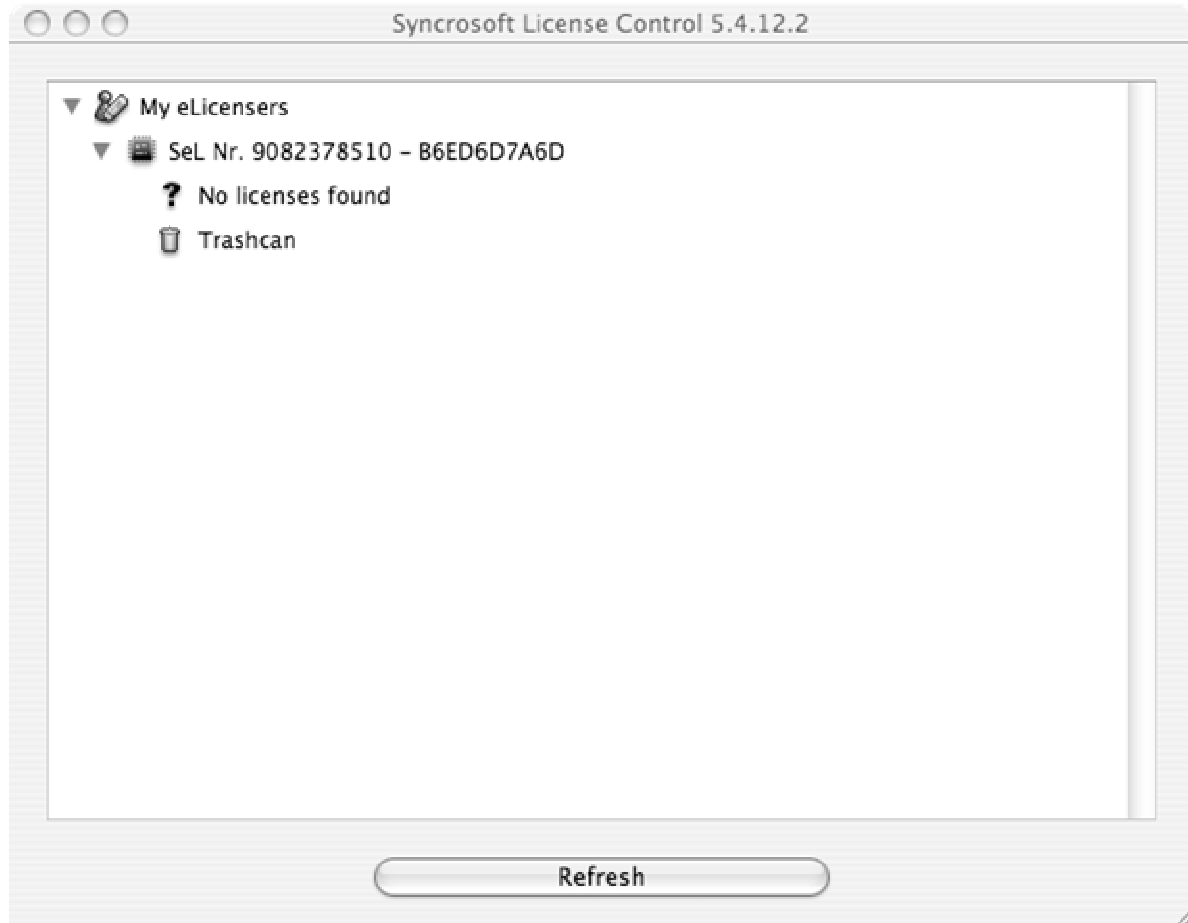 Syncrosoft License Control 5.4.12.2
My eLicensers
SeL Nr. 9082378510 – B6ED6D7A6D
? No licenses found
Trashcan
Refresh